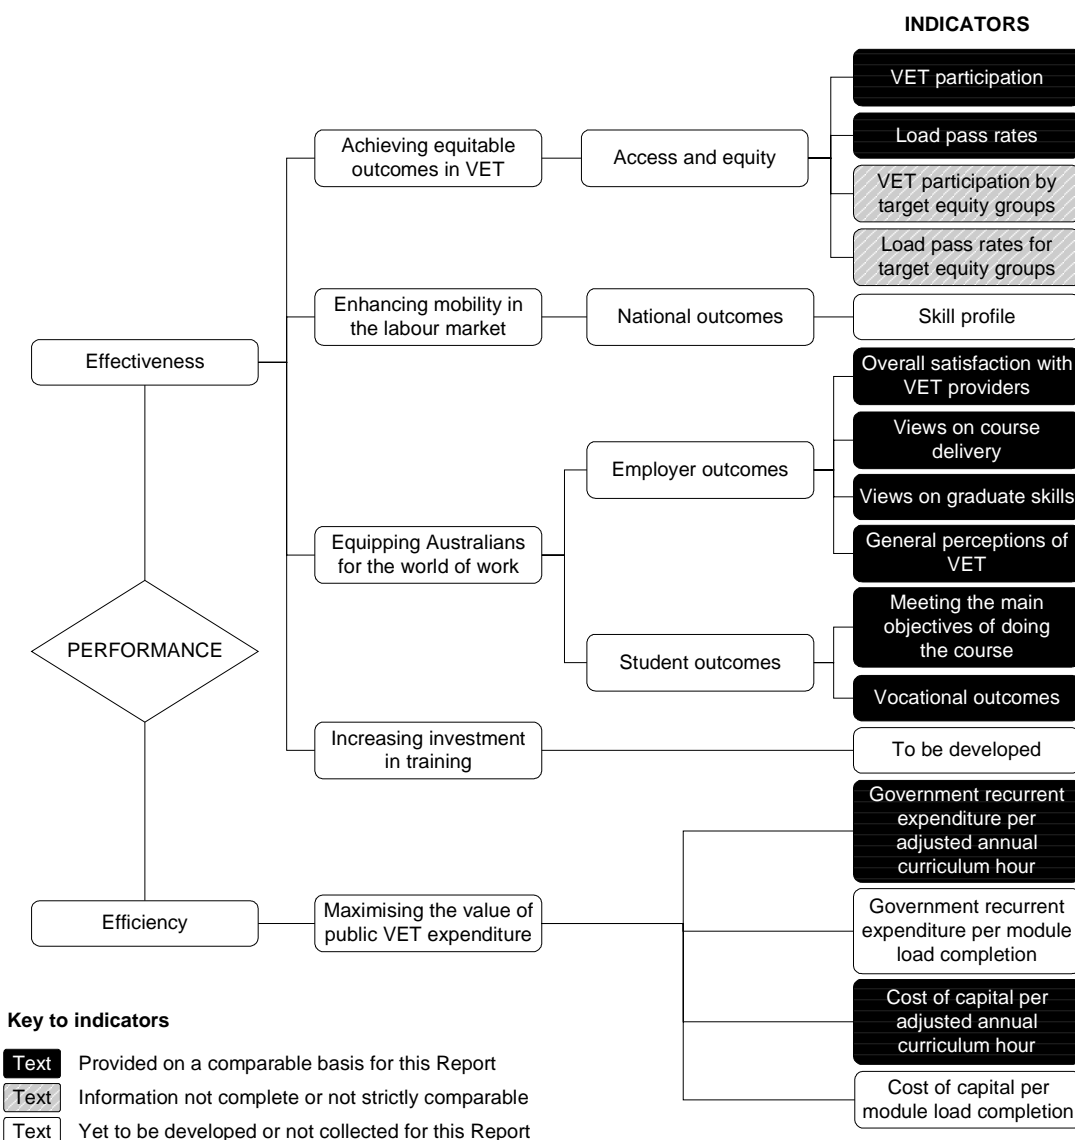 INDICATORS
VET participation
Load pass rates
Achieving equitable
outcomes in VET
Access and equity
VET participation by
target equity groups
Load pass rates for
target equity groups
Enhancing mobility in
the labour market
National outcomes
Skill profile
Effectiveness
Overall satisfaction with
VET providers
Views on course
delivery
Employer outcomes
Views on graduate skills
Equipping Australians
for the world of work
General perceptions of
VET
Meeting the main
objectives of doing
the course
PERFORMANCE
Student outcomes
Vocational outcomes
Increasing investment
in training
To be developed
Government recurrent
expenditure per
adjusted annual
curriculum hour
Efficiency
Maximising the value of
public VET expenditure
Government recurrent
expenditure per module
load completion
Cost of capital per
adjusted annual
curriculum hour
Cost of capital per
module load completion
Key to indicators
Text Provided on a comparable basis for this Report
Text Information not complete or not strictly comparable
Text Yet to be developed or not collected for this Report